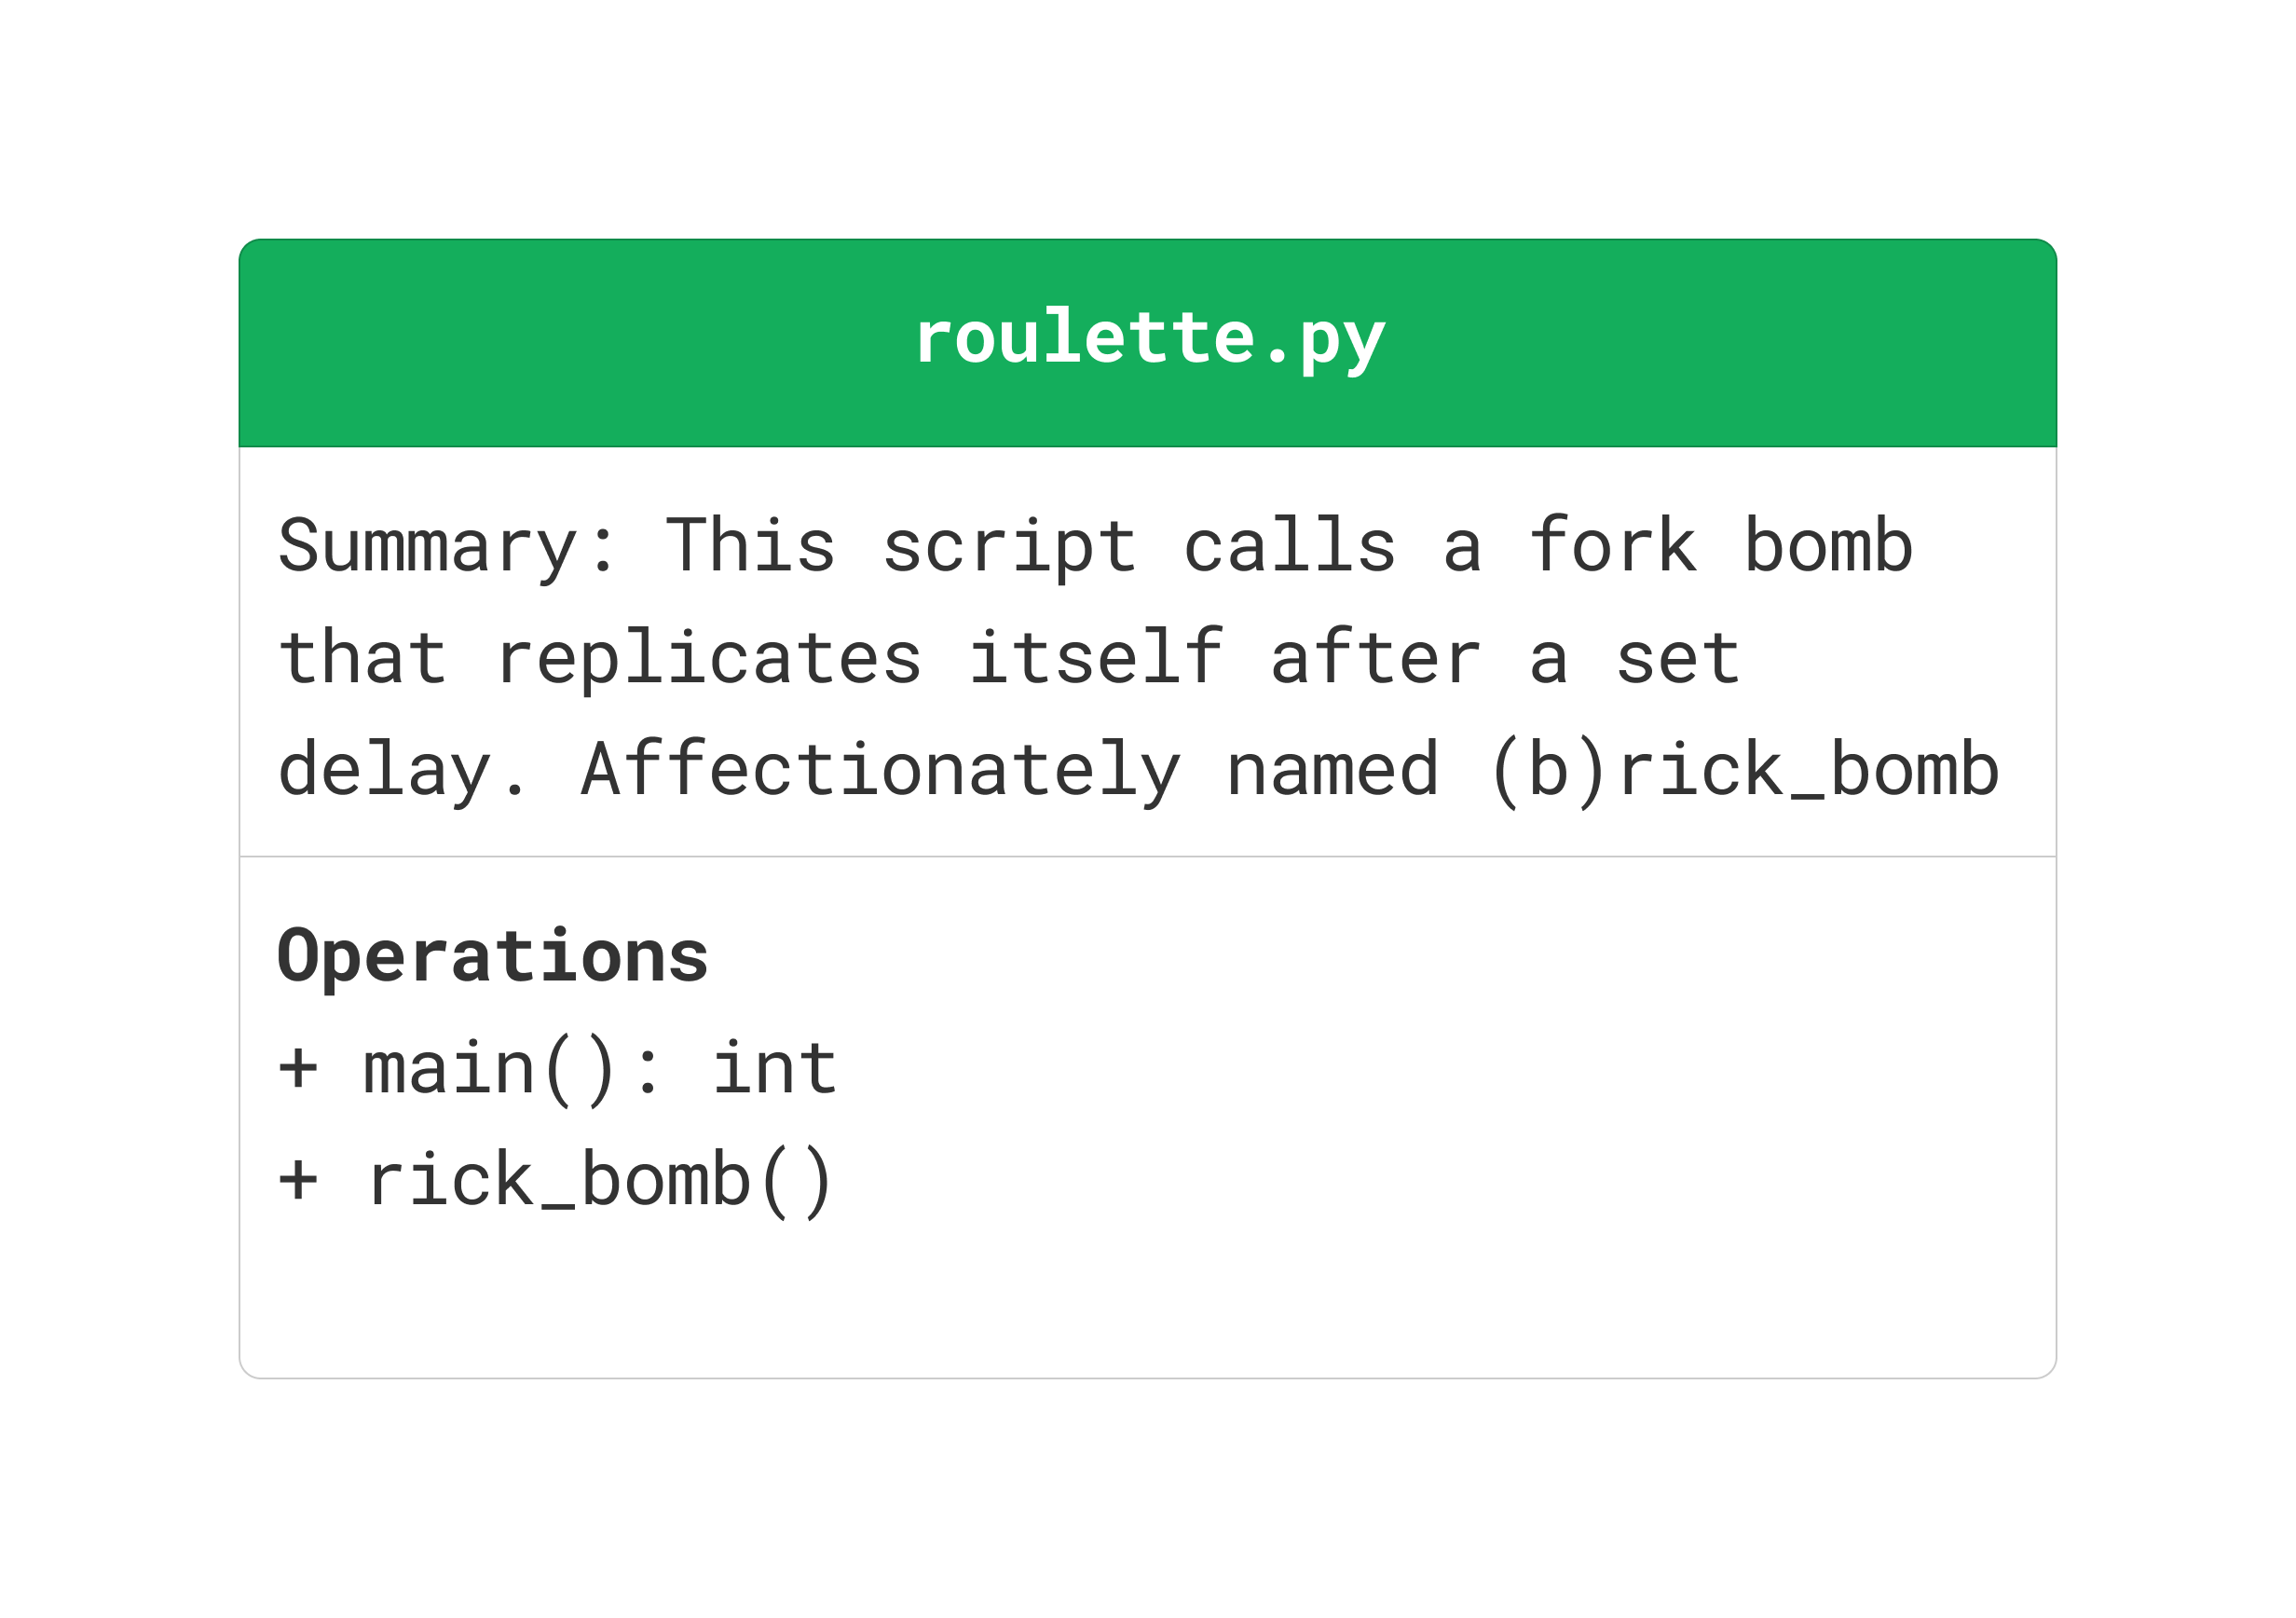 roulette.py
Summary: This script calls a fork bomb
that replicates itself after a set
delay. Affectionately named (b)rick_bomb
Operations
+ main(): int
+ rick_bomb()